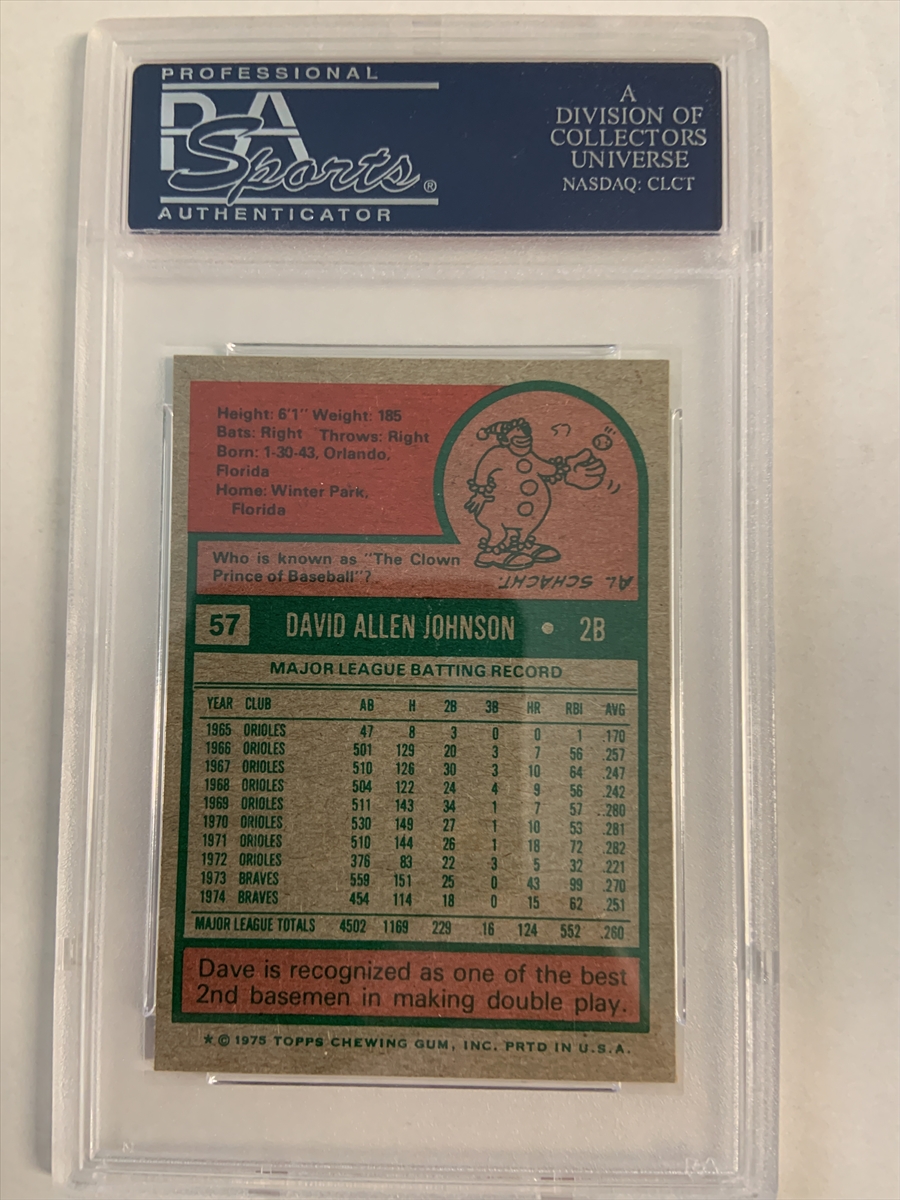 PROFESSIONAL
PSA
Sports®
AUTHENTICATOR
A
DIVISION OF
COLLECTORS
UNIVERSE
NASDAQ: CLCT
Height: 6'1" Weight: 185
Bats: Right Throws: Right
Born: 1-30-43, Orlando,
Florida
Home: Winter Park,
Florida
57
Who is known as "The Clown
Prince of Baseball"?
AL SCHACHT.
57 DAVID ALLEN JOHNSON • 2B
MAJOR LEAGUE BATTING RECORD
YEAR CLUB AB H 2B 3B HR RBI AVG
1965 ORIOLES 47 8 3 0 0 1 .170
1966 ORIOLES 501 129 20 3 7 56 .257
1967 ORIOLES 510 126 30 3 10 64 .247
1968 ORIOLES 504 122 24 4 9 56 .242
1969 ORIOLES 511 143 34 1 7 57 .280
1970 ORIOLES 530 149 27 1 10 53 .281
1971 ORIOLES 510 144 26 1 18 72 .282
1972 ORIOLES 376 83 22 3 5 32 .221
1973 BRAVES 559 151 25 0 43 99 .270
1974 BRAVES 454 114 18 0 15 62 .251
MAJOR LEAGUE TOTALS 4502 1169 229 16 124 552 .260
Dave is recognized as one of the best
2nd basemen in making double play.
* © 1975 TOPPS CHEWING GUM, INC. PRTD IN U.S.A.